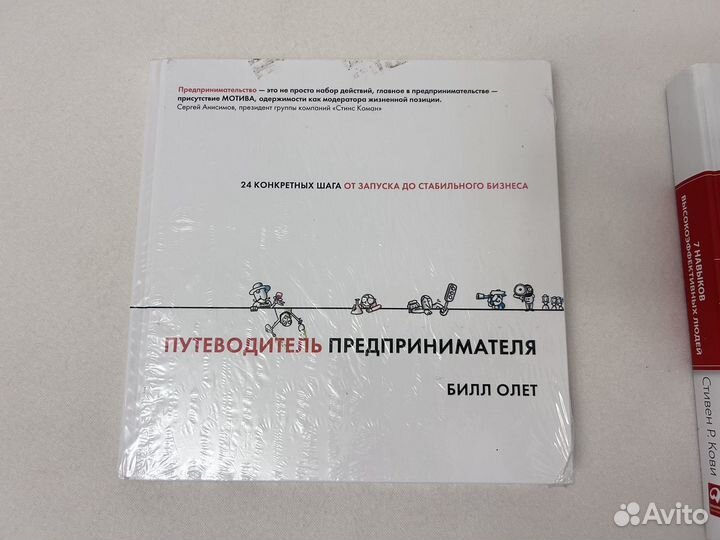 Предпринимательство — это не просто набор действий, главное в предпринимательстве —
присутствие МОТИВА, одержимости как модератора жизненной позиции.
Сергей Анисимов, президент группы компаний «Стинс Коман»
24 КОНКРЕТНЫХ ШАГА ОТ ЗАПУСКА ДО СТАБИЛЬНОГО БИЗНЕСА
ПУТЕВОДИТЕЛЬ ПРЕДПРИНИМАТЕЛЯ
БИЛЛ ОЛЕТ
7 НАВЫКОВ
ВЫСОКОЭФФЕКТИВНЫХ ЛЮДЕЙ
Стивен Р. Кови
Avito